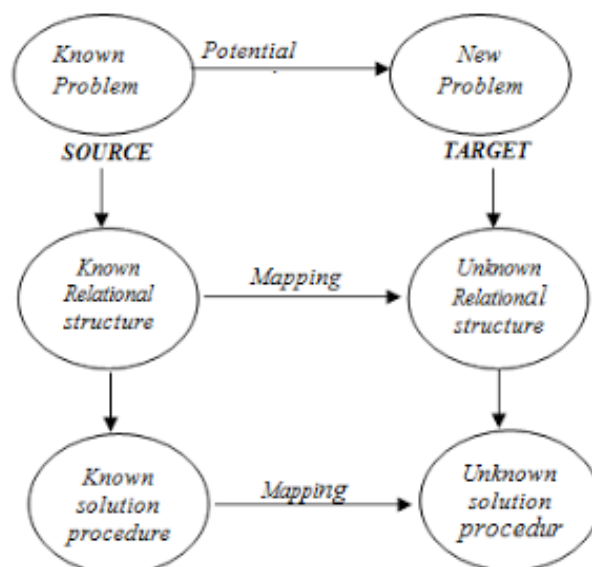 Known
Problem
Potential
New
Problem
SOURCE
TARGET
Known
Relational
structure
Mapping
Unknown
Relational
structure
Known
solution
procedure
Mapping
Unknown
solution
procedur